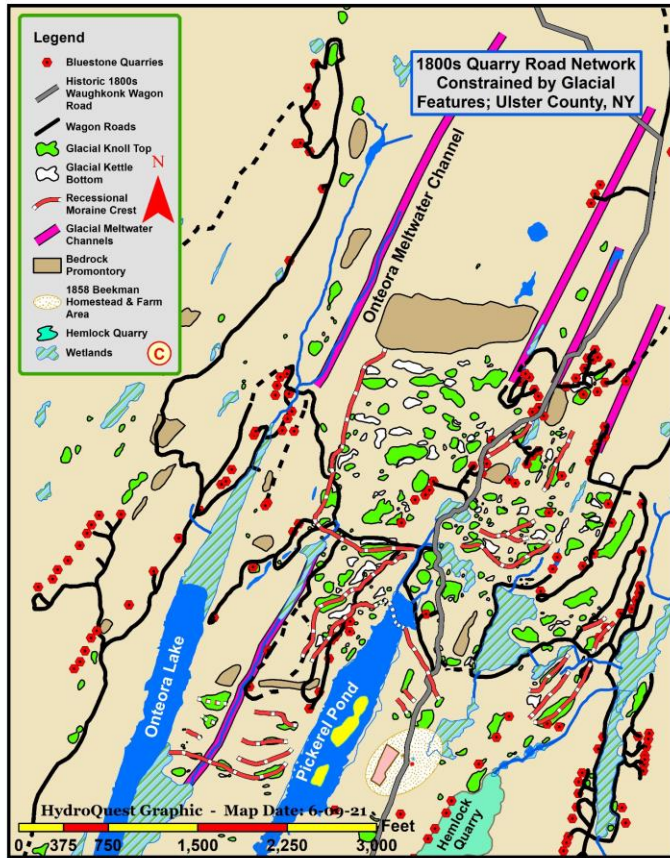 Legend
Bluestone Quarries
Historic 1800s
Waughkonk Wagon
Road
Wagon Roads
Glacial Knoll Top
Glacial Kettle
Bottom
Recessional
Moraine Crest
Glacial Meltwater
Channels
Bedrock
Promontory
1858 Beekman
Homestead & Farm
Area
Hemlock Quarry
Wetlands
C
N
1800s Quarry Road Network
Constrained by Glacial
Features; Ulster County, NY
Onteora Meltwater Channel
Onteora Lake
Pickerel Pond
Hemlock
Quarry
HydroQuest Graphic - Map Date: 6-09-21
Feet
0 375 750 1,500 2,250 3,000